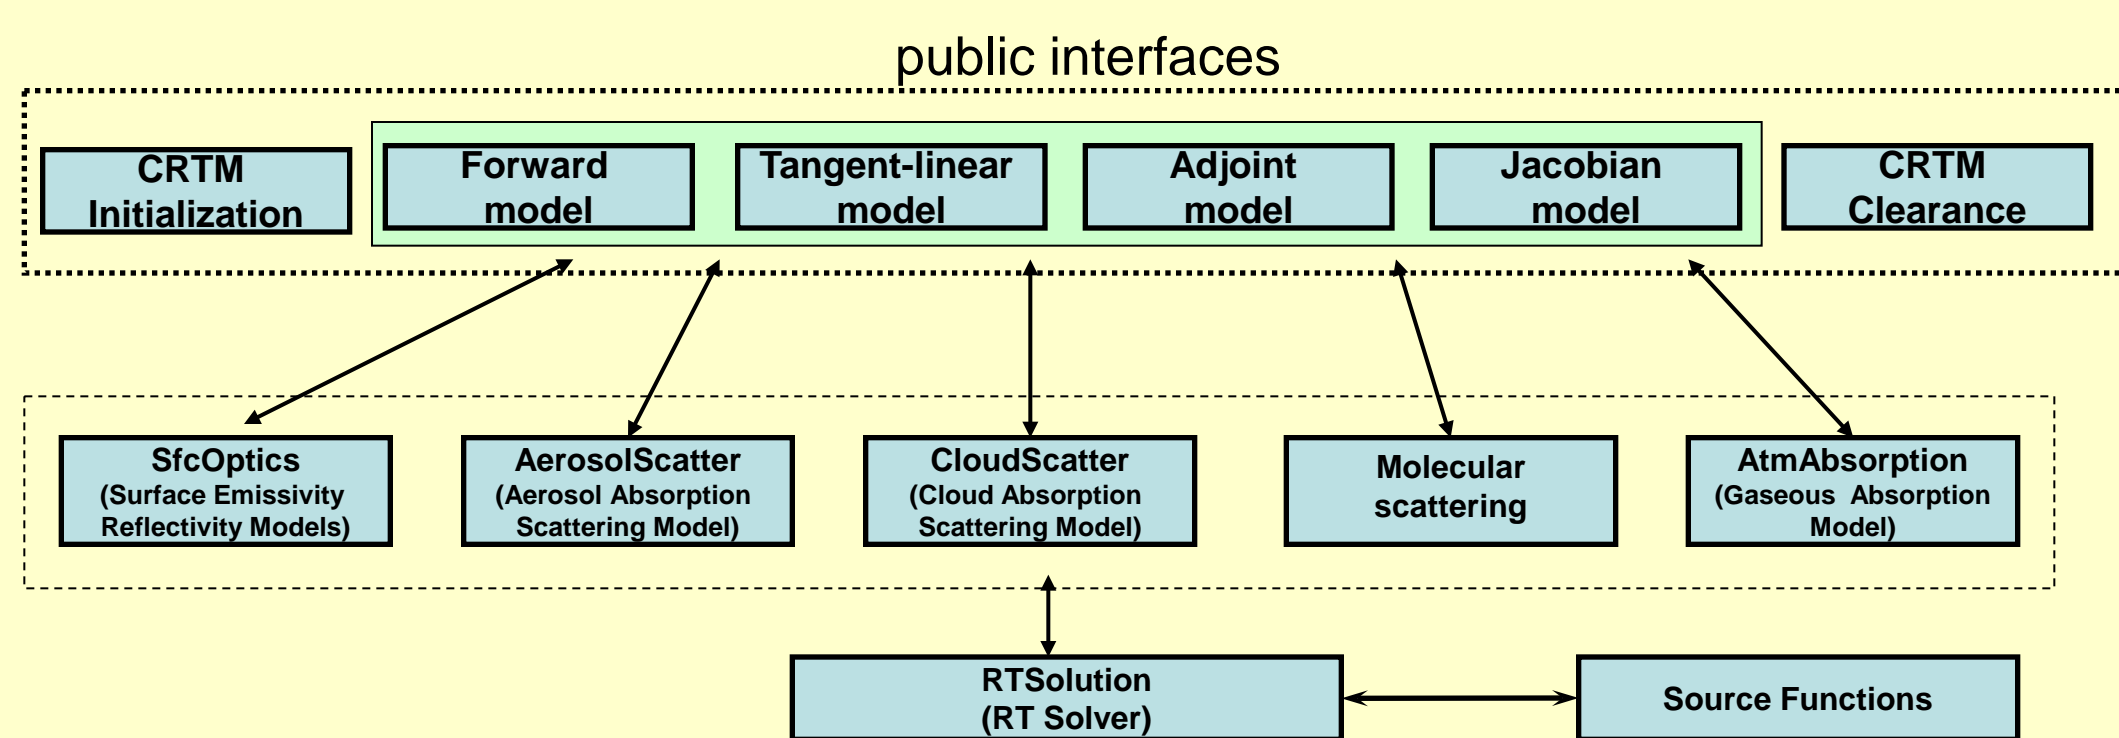 public interfaces
CRTM
Initialization
Forward
model
Tangent-linear
model
Adjoint
model
Jacobian
model
CRTM
Clearance
SfcOptics
(Surface Emissivity
Reflectivity Models)
AerosolScatter
(Aerosol Absorption
Scattering Model)
CloudScatter
(Cloud Absorption
Scattering Model)
Molecular
scattering
AtmAbsorption
(Gaseous Absorption
Model)
RTSolution
(RT Solver)
Source Functions